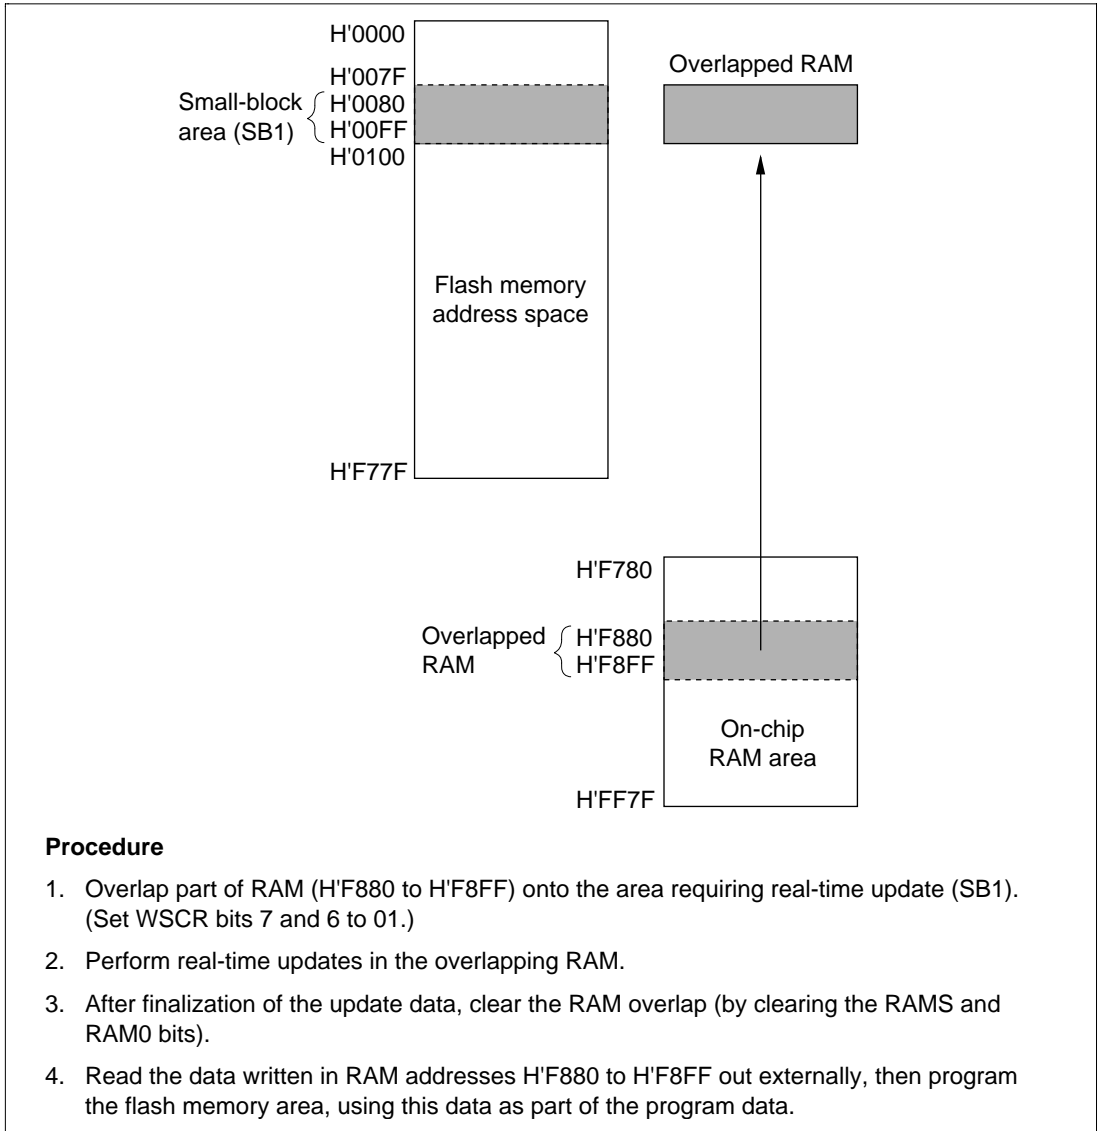 H'0000
H'007F
Small-block
area (SB1)
H'0080
H'00FF
H'0100
Overlapped RAM
Flash memory
address space
H'F77F
H'F780
Overlapped
RAM
H'F880
H'F8FF
On-chip
RAM area
H'FF7F
Procedure
1. Overlap part of RAM (H'F880 to H'F8FF) onto the area requiring real-time update (SB1).
(Set WSCR bits 7 and 6 to 01.)
2. Perform real-time updates in the overlapping RAM.
3. After finalization of the update data, clear the RAM overlap (by clearing the RAMS and
RAM0 bits).
4. Read the data written in RAM addresses H'F880 to H'F8FF out externally, then program
the flash memory area, using this data as part of the program data.